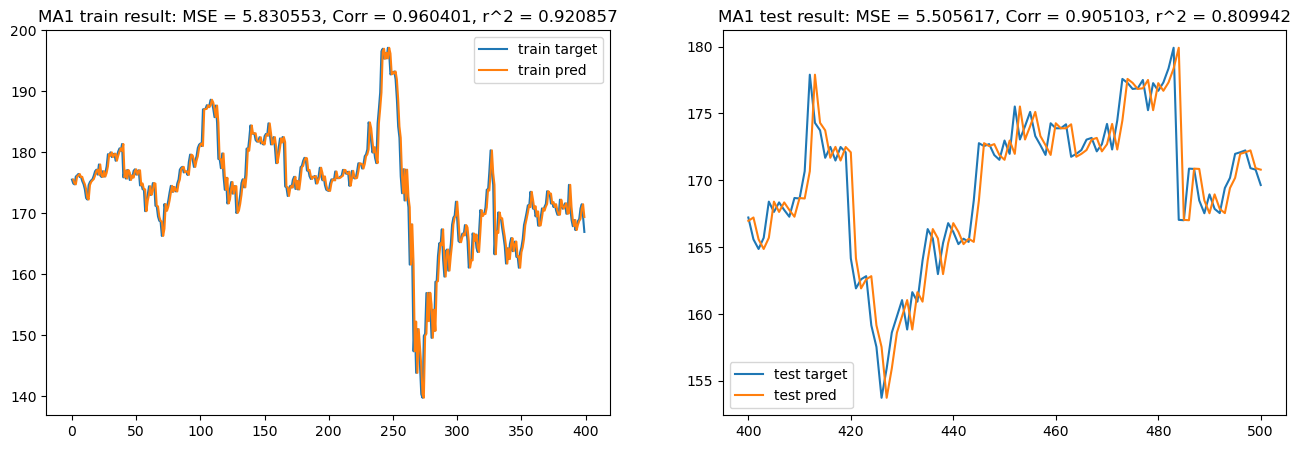 MA1 train result: MSE = 5.830553, Corr = 0.960401, r^2 = 0.920857
200
190
180
170
160
150
140
0 50 100 150 200 250 300 350 400
train target
train pred
MA1 test result: MSE = 5.505617, Corr = 0.905103, r^2 = 0.809942
180
175
170
165
160
155
400 420 440 460 480 500
test target
test pred